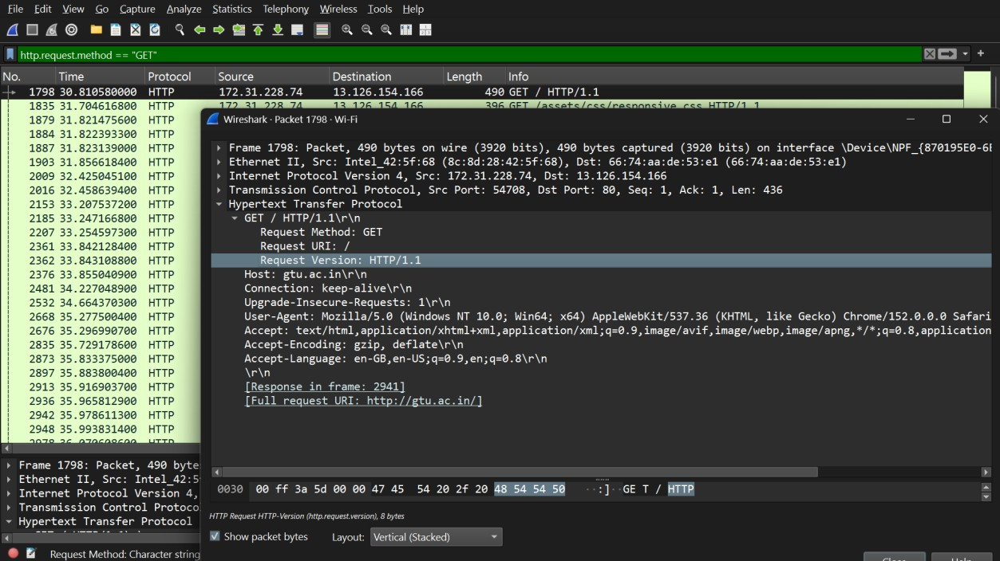 File Edit View Go Capture Analyze Statistics Telephony Wireless Tools Help
http.request.method == "GET"
No. Time Protocol Source Destination Length Info
1798 30.810580000 HTTP 172.31.228.74 13.126.154.166 490 GET / HTTP/1.1
1835 31.704616800 HTTP 172.31.228.74 13.126.154.166 396 GET /assets/css/responsive.css HTTP/1.1
1879 31.821475600 HTTP
1884 31.822393300 HTTP
1887 31.823139000 HTTP
1903 31.856618400 HTTP
2009 32.425045100 HTTP
2016 32.458639400 HTTP
2153 33.207537200 HTTP
2185 33.247166800 HTTP
2207 33.254597300 HTTP
2361 33.842128400 HTTP
2362 33.843108800 HTTP
2376 33.855040900 HTTP
2481 34.227048900 HTTP
2532 34.664370300 HTTP
2668 35.277500400 HTTP
2676 35.296990700 HTTP
2835 35.729178600 HTTP
2873 35.833375000 HTTP
2897 35.883800400 HTTP
2913 35.916903700 HTTP
2936 35.965812900 HTTP
2942 35.978611300 HTTP
2948 35.993831400 HTTP
2978 36.070608600 HTTP
Frame 1798: Packet, 490 byte
Ethernet II, Src: Intel_42:5
Internet Protocol Version 4,
Transmission Control Protoco
Hypertext Transfer Protocol
Request Method: Character string
Wireshark · Packet 1798 · Wi-Fi
Frame 1798: Packet, 490 bytes on wire (3920 bits), 490 bytes captured (3920 bits) on interface \Device\NPF_{870195E0-6E
Ethernet II, Src: Intel_42:5f:68 (8c:8d:28:42:5f:68), Dst: 66:74:aa:de:53:e1 (66:74:aa:de:53:e1)
Internet Protocol Version 4, Src: 172.31.228.74, Dst: 13.126.154.166
Transmission Control Protocol, Src Port: 54708, Dst Port: 80, Seq: 1, Ack: 1, Len: 436
Hypertext Transfer Protocol
GET / HTTP/1.1\r\n
Request Method: GET
Request URI: /
Request Version: HTTP/1.1
Host: gtu.ac.in\r\n
Connection: keep-alive\r\n
Upgrade-Insecure-Requests: 1\r\n
User-Agent: Mozilla/5.0 (Windows NT 10.0; Win64; x64) AppleWebKit/537.36 (KHTML, like Gecko) Chrome/152.0.0.0 Safari
Accept: text/html,application/xhtml+xml,application/xml;q=0.9,image/avif,image/webp,image/apng,*/*;q=0.8,application
Accept-Encoding: gzip, deflate\r\n
Accept-Language: en-GB,en-US;q=0.9,en;q=0.8\r\n
\r\n
[Response in frame: 2941]
[Full request URI: http://gtu.ac.in/]
0030 00 ff 3a 5d 00 00 47 45 54 20 2f 20 48 54 54 50 ··:]··GE T / HTTP
HTTP Request HTTP-Version (http.request.version), 8 bytes
Show packet bytes Layout: Vertical (Stacked)
Close Help